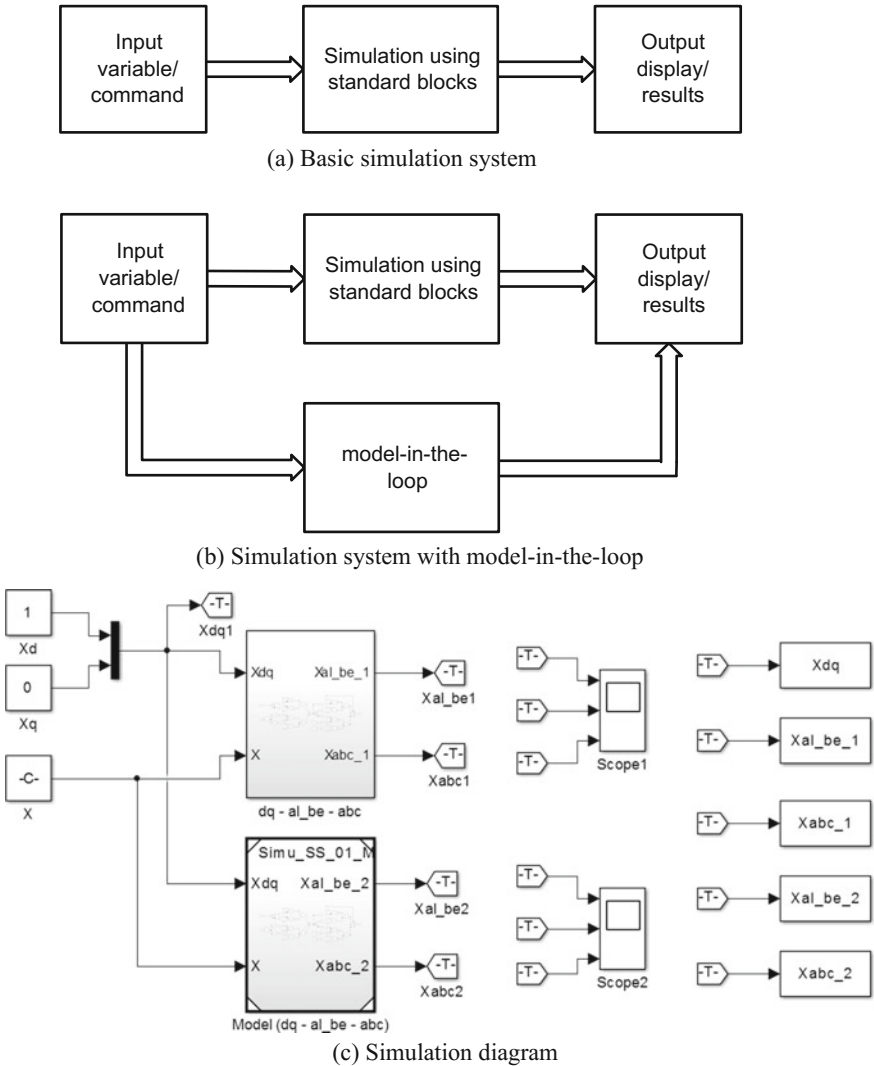 Input
variable/
command
Simulation using
standard blocks
Output
display/
results
(a) Basic simulation system
Input
variable/
command
Simulation using
standard blocks
Output
display/
results
model-in-the-
loop
(b) Simulation system with model-in-the-loop
1
Xd
0
Xq
-C-
X
-T-
Xdq1
Xdq
Xal_be_1
X
Xabc_1
dq - al_be - abc
-T-
Xal_be1
-T-
Xabc1
Simu_SS_01_M
Xdq
Xal_be_2
X
Xabc_2
Model (dq - al_be - abc)
-T-
Xal_be2
-T-
Xabc2
-T-
-T-
-T-
Scope1
-T-
-T-
-T-
Scope2
-T-
Xdq
-T-
Xal_be_1
-T-
Xabc_1
-T-
Xal_be_2
-T-
Xabc_2
(c) Simulation diagram